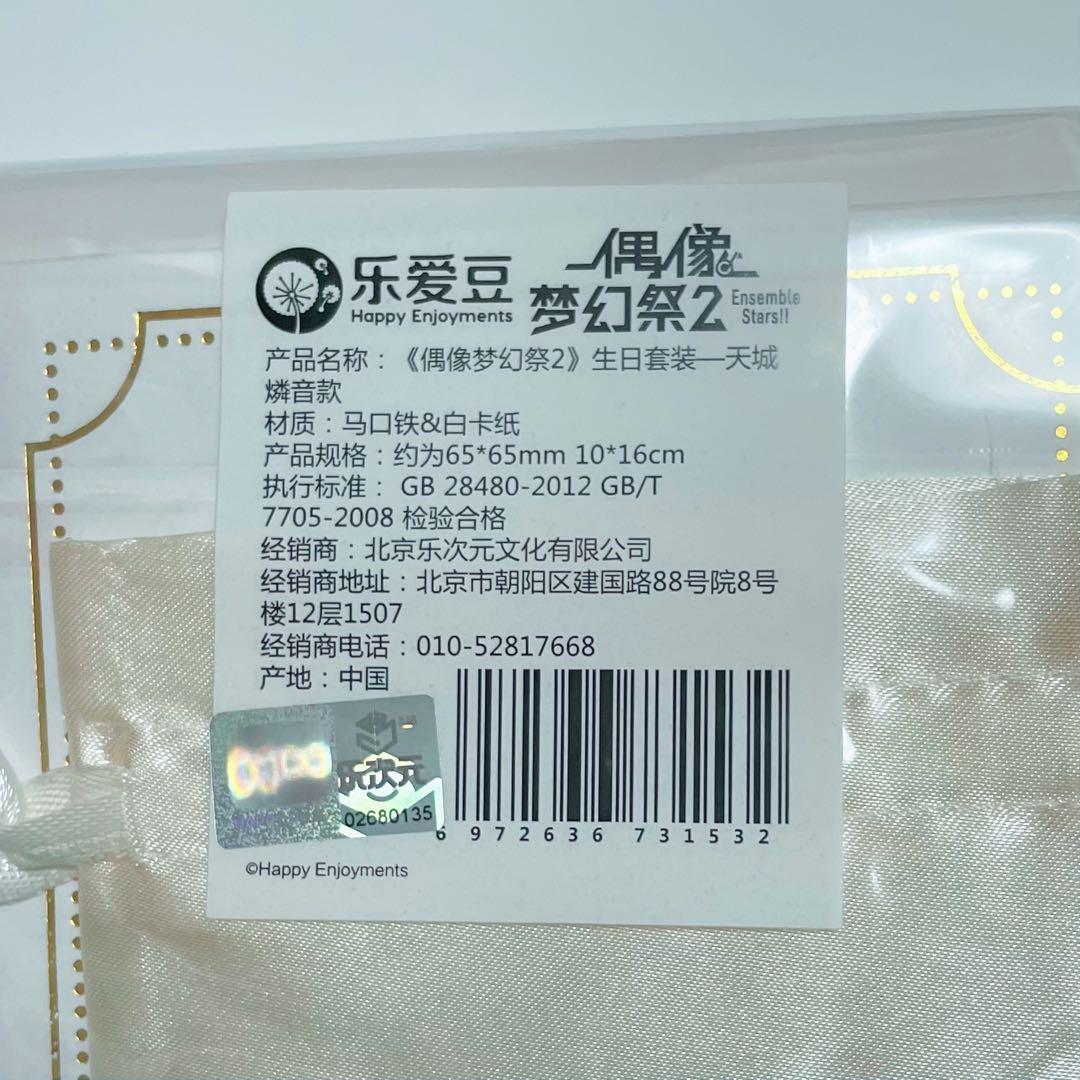 乐爱豆
Happy Enjoyments
偶像
梦幻祭2
Ensemble
Stars!!
产品名称：《偶像梦幻祭2》生日套装—天城
燐音款
材质：马口铁&白卡纸
产品规格：约为65*65mm 10*16cm
执行标准： GB 28480-2012 GB/T
7705-2008 检验合格
经销商：北京乐次元文化有限公司
经销商地址：北京市朝阳区建国路88号院8号
楼12层1507
经销商电话：010-52817668
产地：中国
玩次元
02680135
6 972636 731532
©Happy Enjoyments